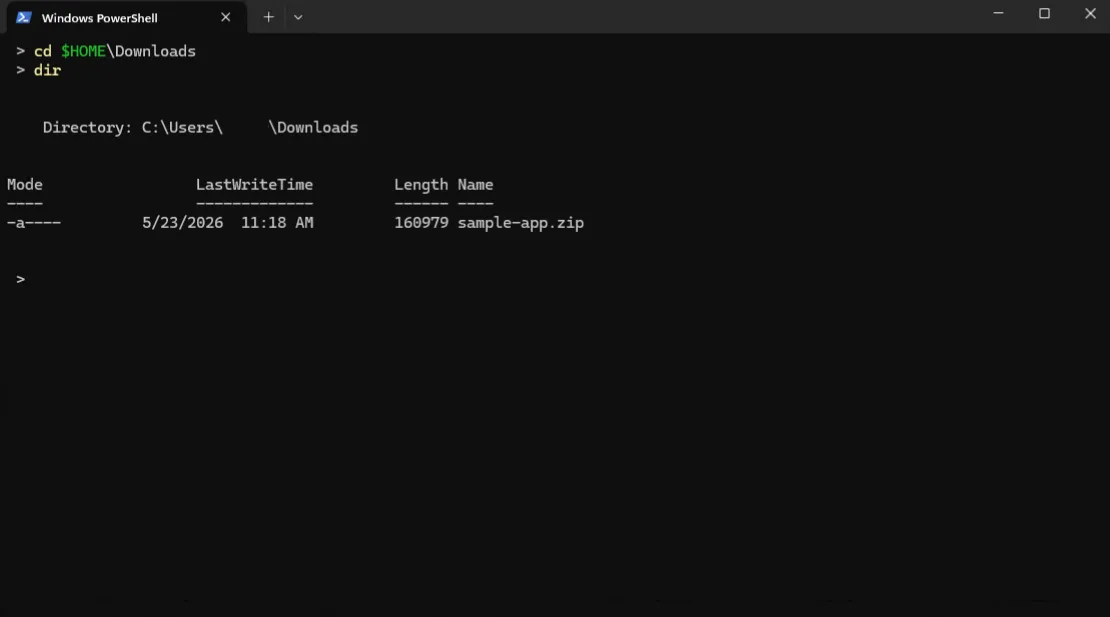 Windows PowerShell
> cd $HOME\Downloads
> dir
Directory: C:\Users\ \Downloads
Mode LastWriteTime Length Name
---- ------------- ------ ----
-a---- 5/23/2026 11:18 AM 160979 sample-app.zip
>